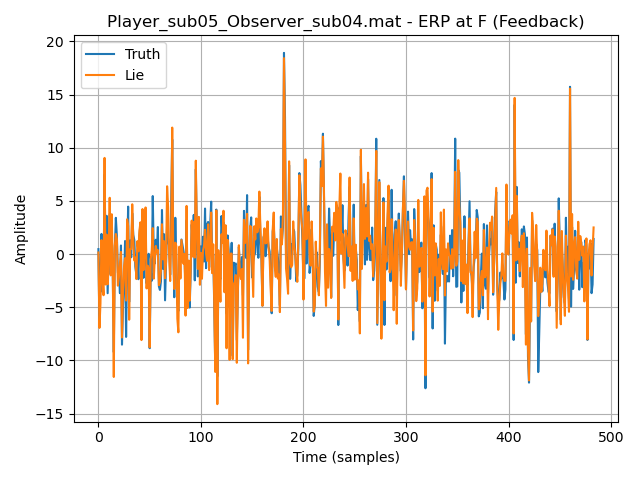 Player_sub05_Observer_sub04.mat - ERP at F (Feedback)
Truth
Lie
20
15
10
5
0
−5
−10
−15
Amplitude
0 100 200 300 400 500
Time (samples)